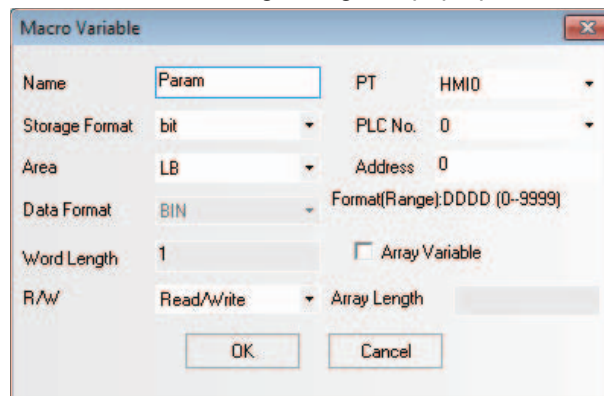 Macro Variable
Name Param PT HMI0
Storage Format bit PLC No. 0
Area LB Address 0
Data Format BIN Format(Range):DDDD (0--9999)
Word Length 1 Array Variable
R/W Read/Write Array Length
OK Cancel